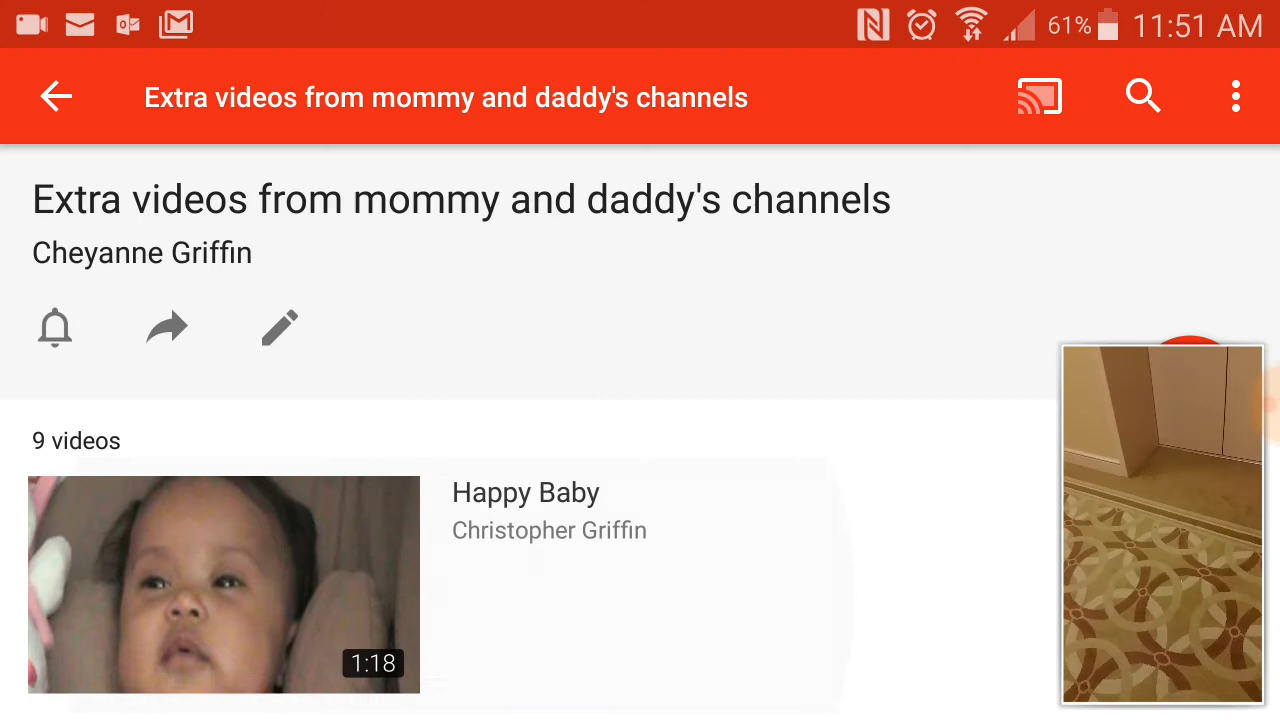 61% 11:51 AM
Extra videos from mommy and daddy's channels
Extra videos from mommy and daddy's channels
Cheyanne Griffin
9 videos
Happy Baby
Christopher Griffin
1:18